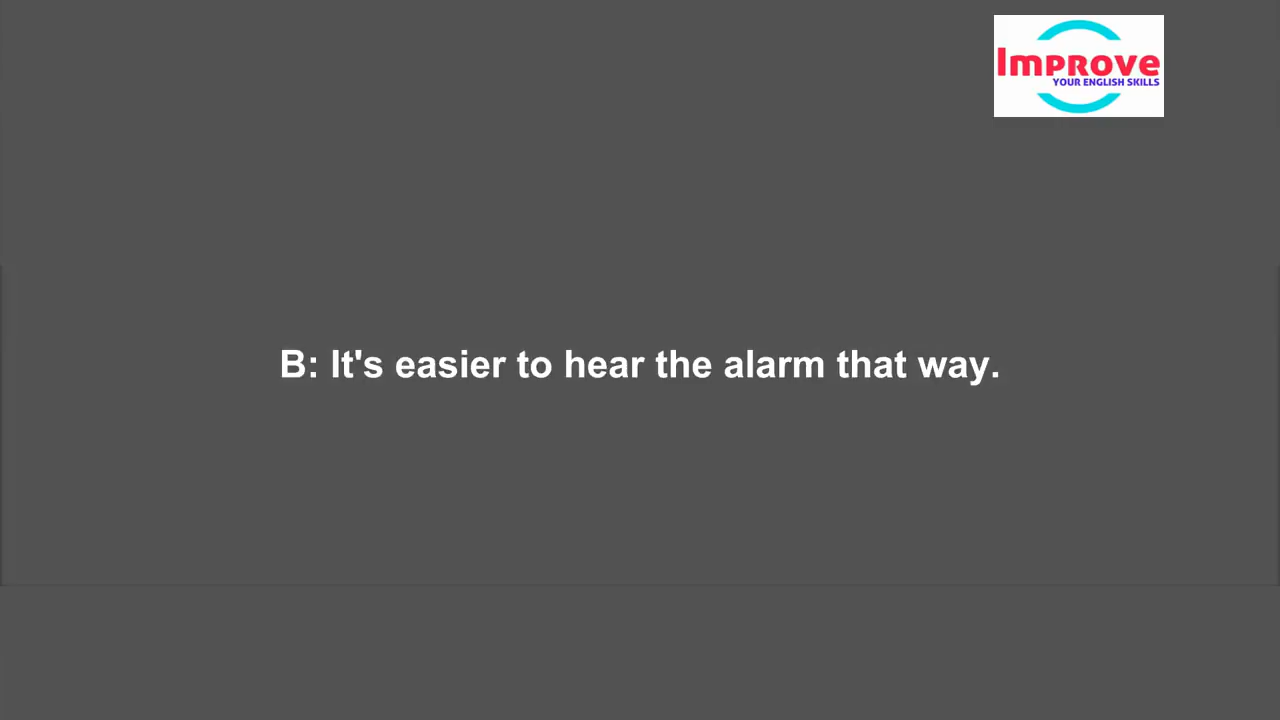 Improve
YOUR ENGLISH SKILLS
B: It's easier to hear the alarm that way.